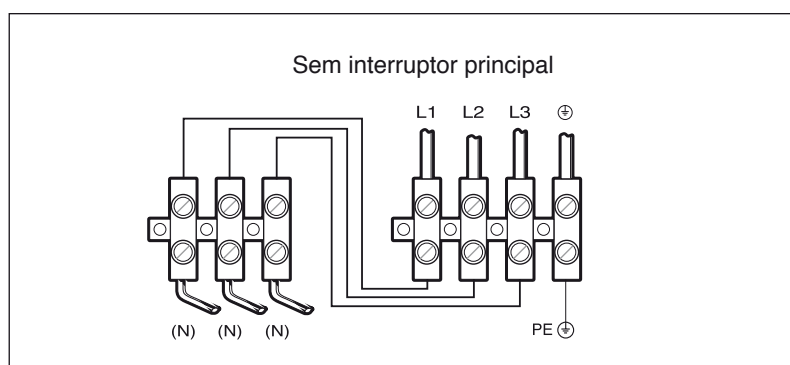 Sem interruptor principal
L1 L2 L3
(N) (N) (N)
PE